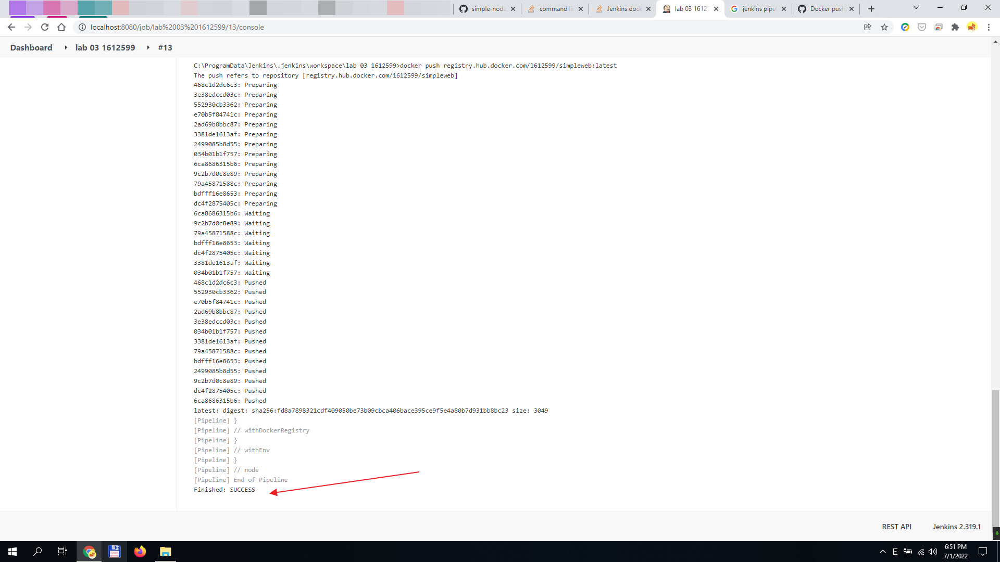 simple-node
command li
Jenkins dock
lab 03 1612
jenkins pipe
Docker push
localhost:8080/job/lab%2003%201612599/13/console
Dashboard
lab 03 1612599
#13
C:\ProgramData\Jenkins\.jenkins\workspace\lab 03 1612599>docker push registry.hub.docker.com/1612599/simpleweb:latest
The push refers to repository [registry.hub.docker.com/1612599/simpleweb]
468c1d2dc6c3: Preparing
3e38edccd03c: Preparing
552930cb3362: Preparing
e70b5f84741c: Preparing
2ad69b8bbc87: Preparing
3381de1613af: Preparing
2499085b8d55: Preparing
034b01b1f757: Preparing
6ca8686315b6: Preparing
9c2b7d0c8e89: Preparing
79a45871588c: Preparing
bdfff16e8653: Preparing
dc4f2875405c: Preparing
6ca8686315b6: Waiting
9c2b7d0c8e89: Waiting
79a45871588c: Waiting
bdfff16e8653: Waiting
dc4f2875405c: Waiting
3381de1613af: Waiting
034b01b1f757: Waiting
468c1d2dc6c3: Pushed
552930cb3362: Pushed
e70b5f84741c: Pushed
2ad69b8bbc87: Pushed
3e38edccd03c: Pushed
034b01b1f757: Pushed
3381de1613af: Pushed
79a45871588c: Pushed
bdfff16e8653: Pushed
2499085b8d55: Pushed
9c2b7d0c8e89: Pushed
dc4f2875405c: Pushed
6ca8686315b6: Pushed
latest: digest: sha256:fd8a7898321cdf409050be73b09cbca406bace395ce9f5e4a80b7d931bb8bc23 size: 3049
[Pipeline] }
[Pipeline] // withDockerRegistry
[Pipeline] }
[Pipeline] // withEnv
[Pipeline] }
[Pipeline] // node
[Pipeline] End of Pipeline
Finished: SUCCESS
REST API
Jenkins 2.319.1
E
6:51 PM
7/1/2022